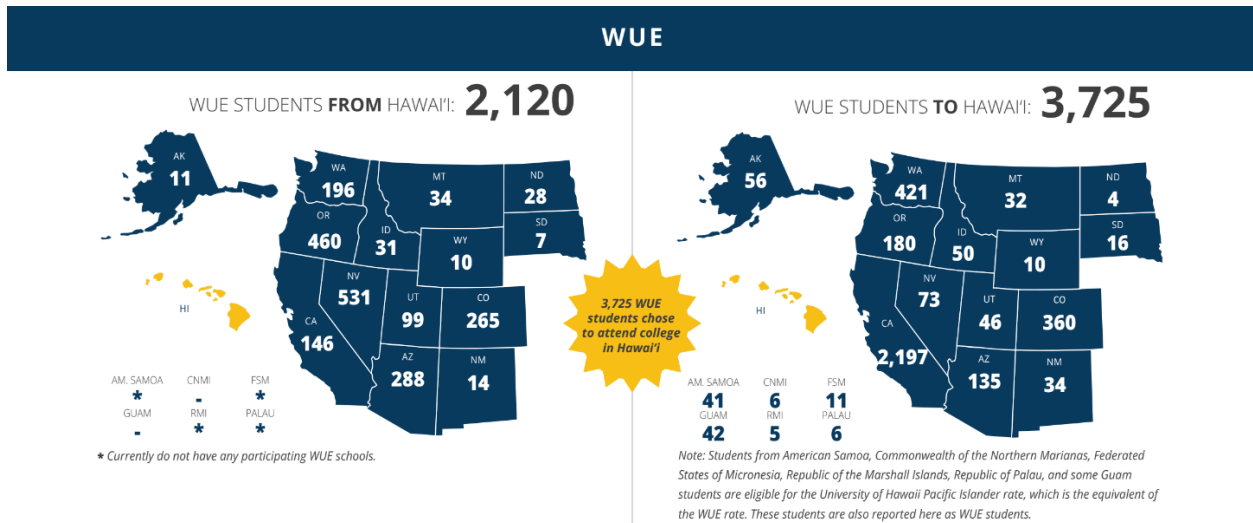 WUE
WUE STUDENTS FROM HAWAI‘I: 2,120
AK
11
WA
196
MT
34
ND
28
OR
460
ID
31
SD
7
WY
10
NV
531
UT
99
CO
265
HI
CA
146
AZ
288
NM
14
AM. SAMOA CNMI FSM
* - *
GUAM RMI PALAU
- * *
* Currently do not have any participating WUE schools.
3,725 WUE
students chose
to attend college
in Hawai‘i
WUE STUDENTS TO HAWAI‘I: 3,725
AK
56
WA
421
MT
32
ND
4
OR
180
ID
50
SD
16
WY
10
NV
73
UT
46
CO
360
HI
CA
2,197
AZ
135
NM
34
AM. SAMOA CNMI FSM
41 6 11
GUAM RMI PALAU
42 5 6
Note: Students from American Samoa, Commonwealth of the Northern Marianas, Federated
States of Micronesia, Republic of the Marshall Islands, Republic of Palau, and some Guam
students are eligible for the University of Hawaii Pacific Islander rate, which is the equivalent of
the WUE rate. These students are also reported here as WUE students.